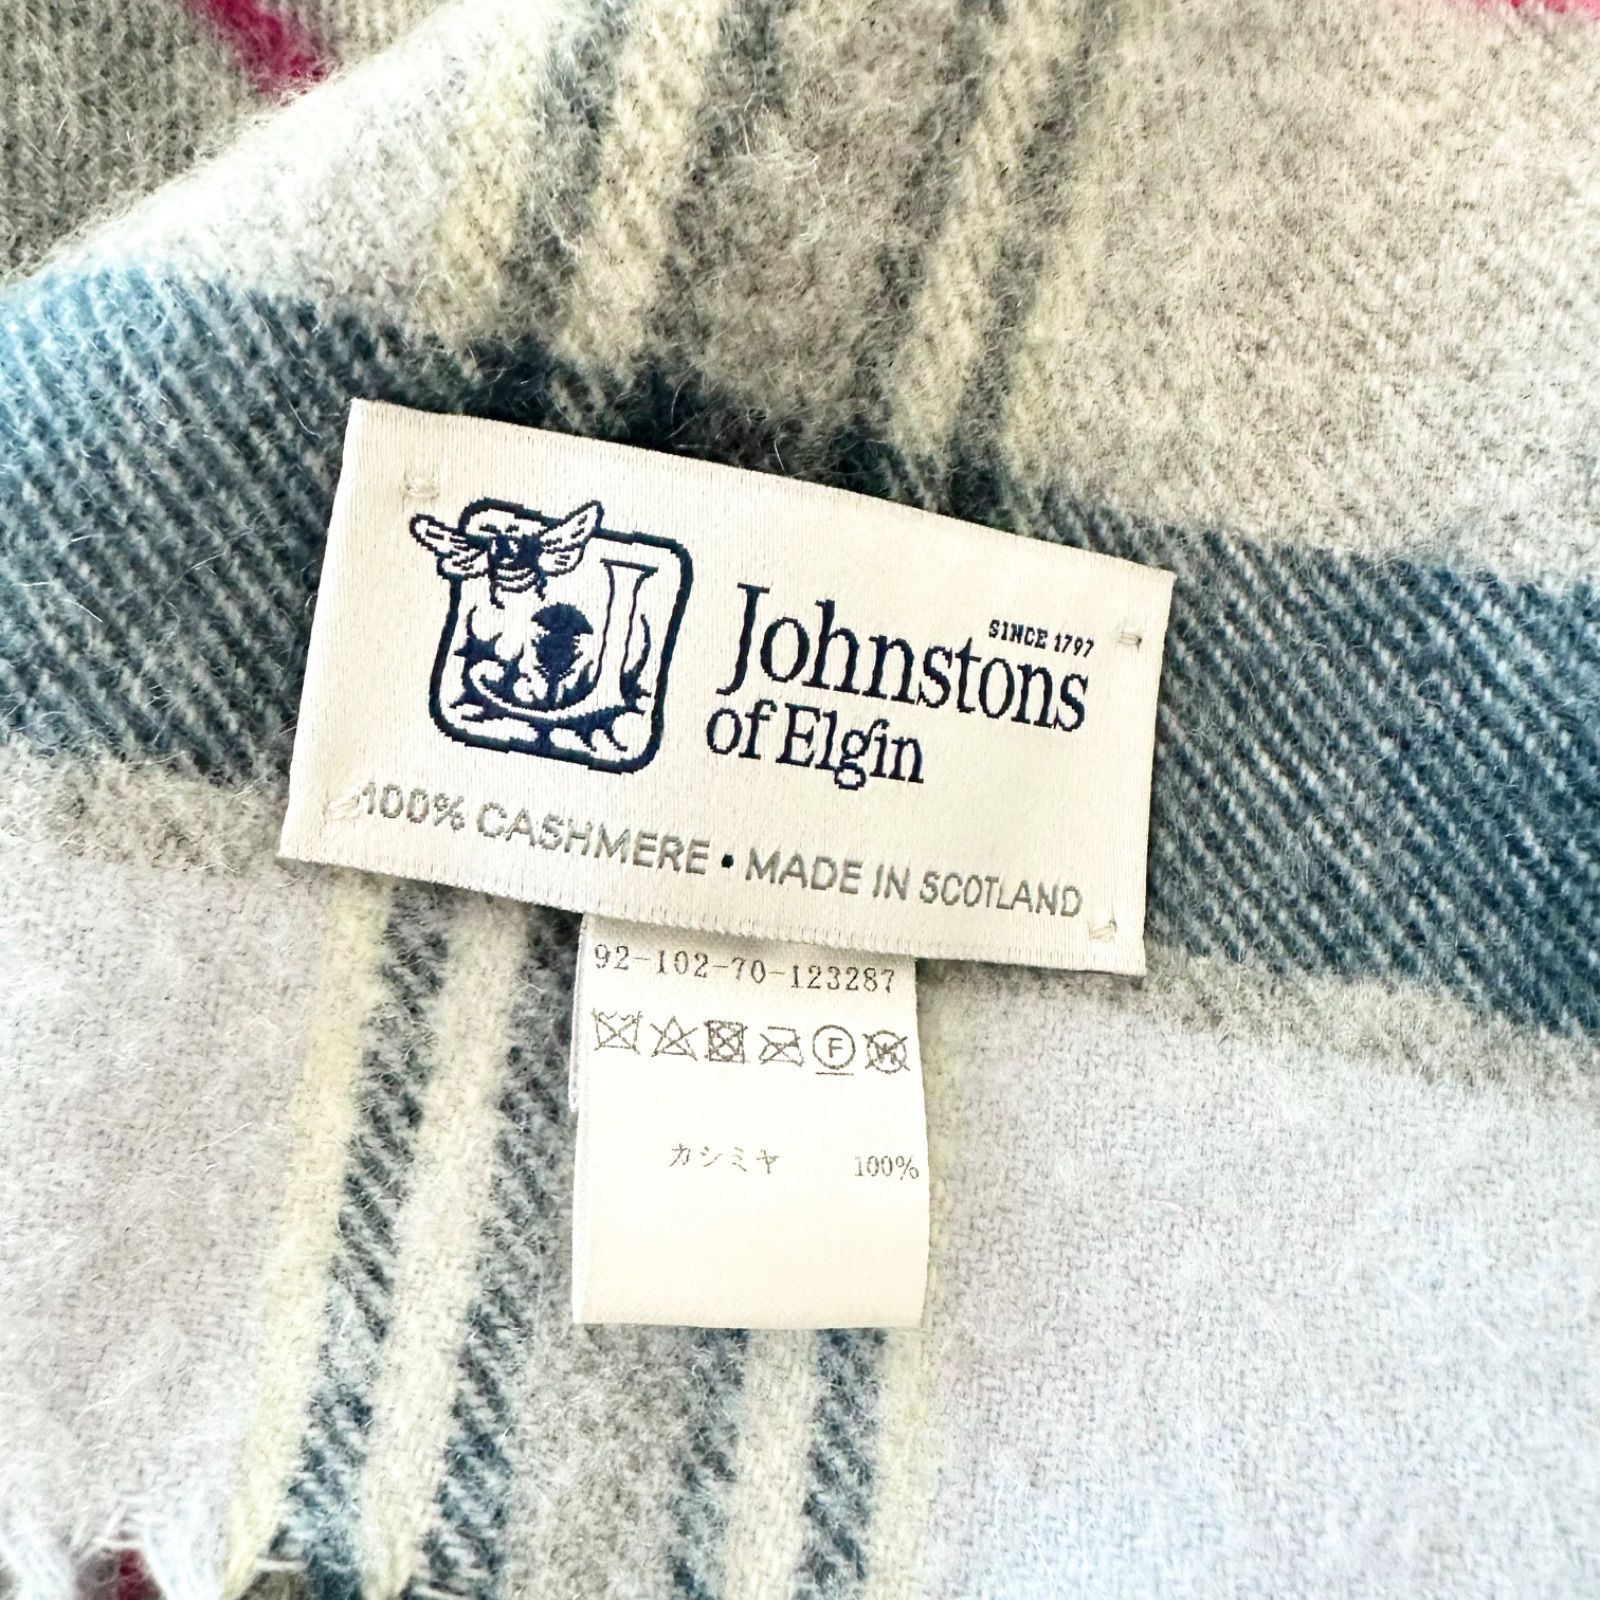 SINCE 1797
Johnstons
of Elgin
100% CASHMERE • MADE IN SCOTLAND
92-102-70-123287
F W
カシミヤ 100%